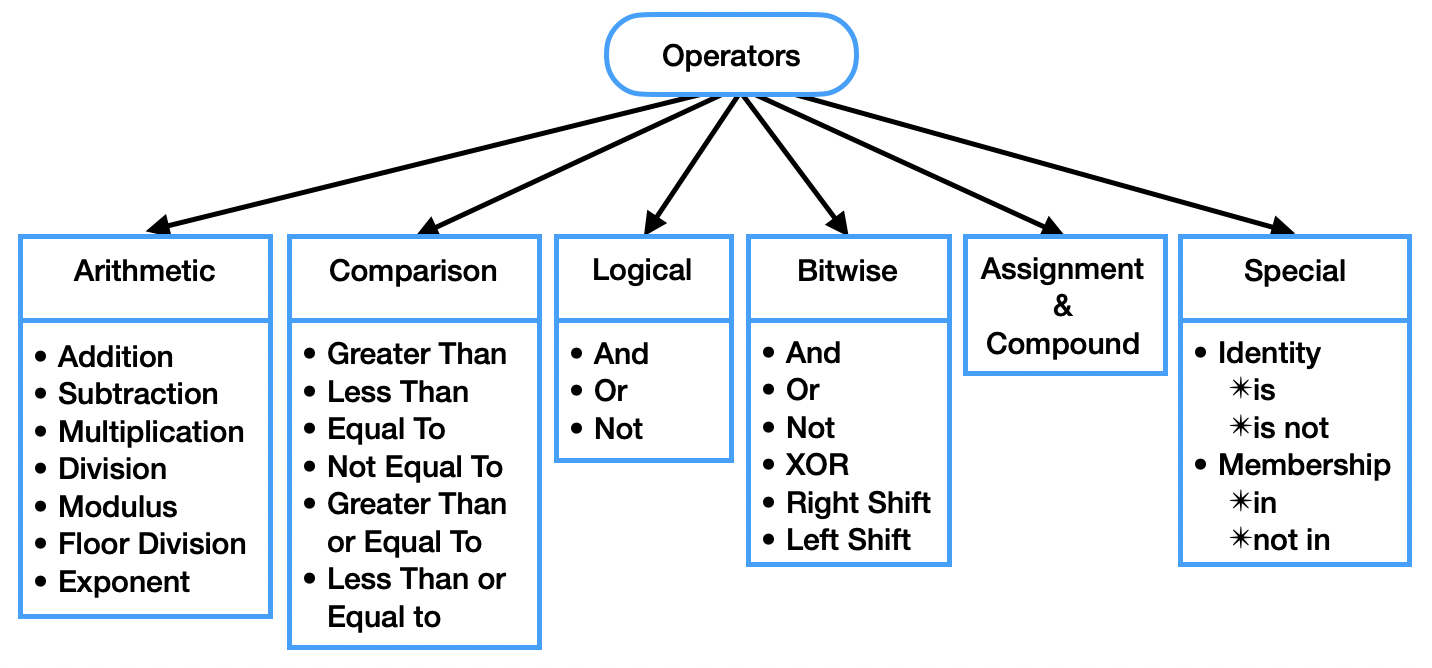 Operators
Arithmetic
• Addition
• Subtraction
• Multiplication
• Division
• Modulus
• Floor Division
• Exponent
Comparison
• Greater Than
• Less Than
• Equal To
• Not Equal To
• Greater Than
or Equal To
• Less Than or
Equal to
Logical
• And
• Or
• Not
Bitwise
• And
• Or
• Not
• XOR
• Right Shift
• Left Shift
Assignment
&
Compound
Special
• Identity
✴is
✴is not
• Membership
✴in
✴not in